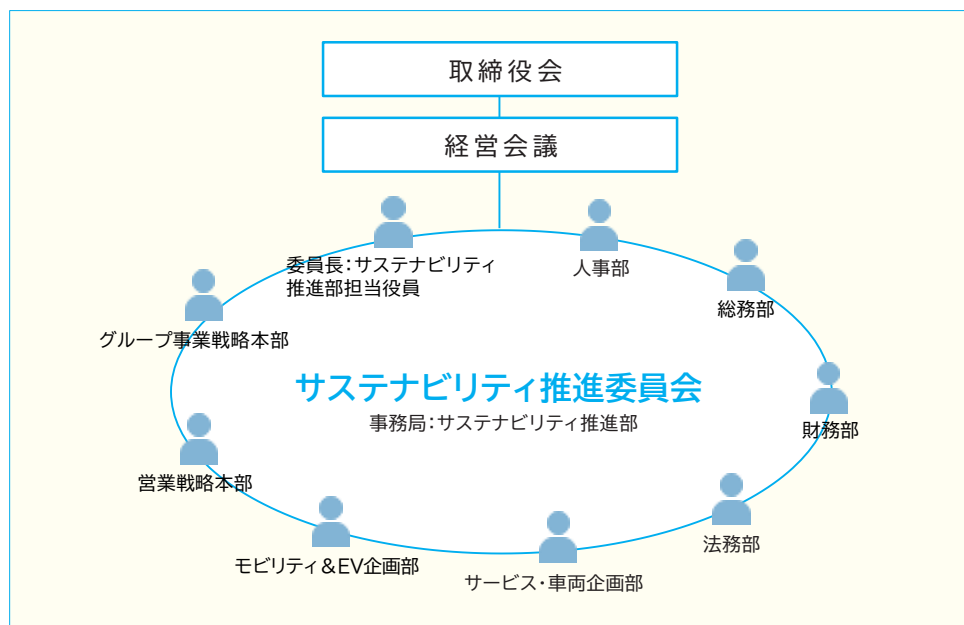 取締役会
経営会議
委員長：サステナビリティ
推進部担当役員
人事部
総務部
グループ事業戦略本部
サステナビリティ推進委員会
事務局：サステナビリティ推進部
財務部
営業戦略本部
法務部
モビリティ＆EV企画部
サービス・車両企画部